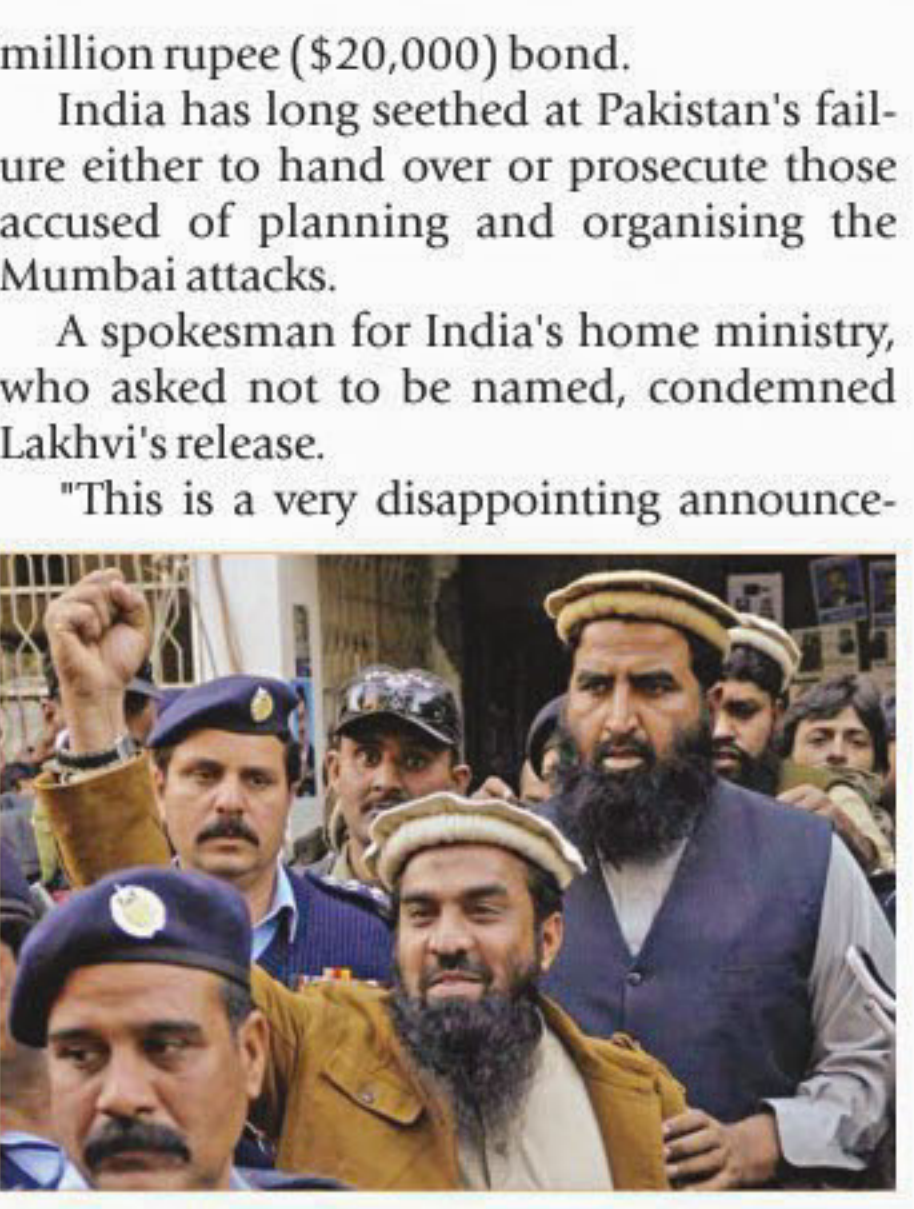 million rupee ($20,000) bond.
India has long seethed at Pakistan's fail-
ure either to hand over or prosecute those
accused of planning and organising the
Mumbai attacks.
A spokesman for India's home ministry,
who asked not to be named, condemned
Lakhvi's release.
"This is a very disappointing announce-